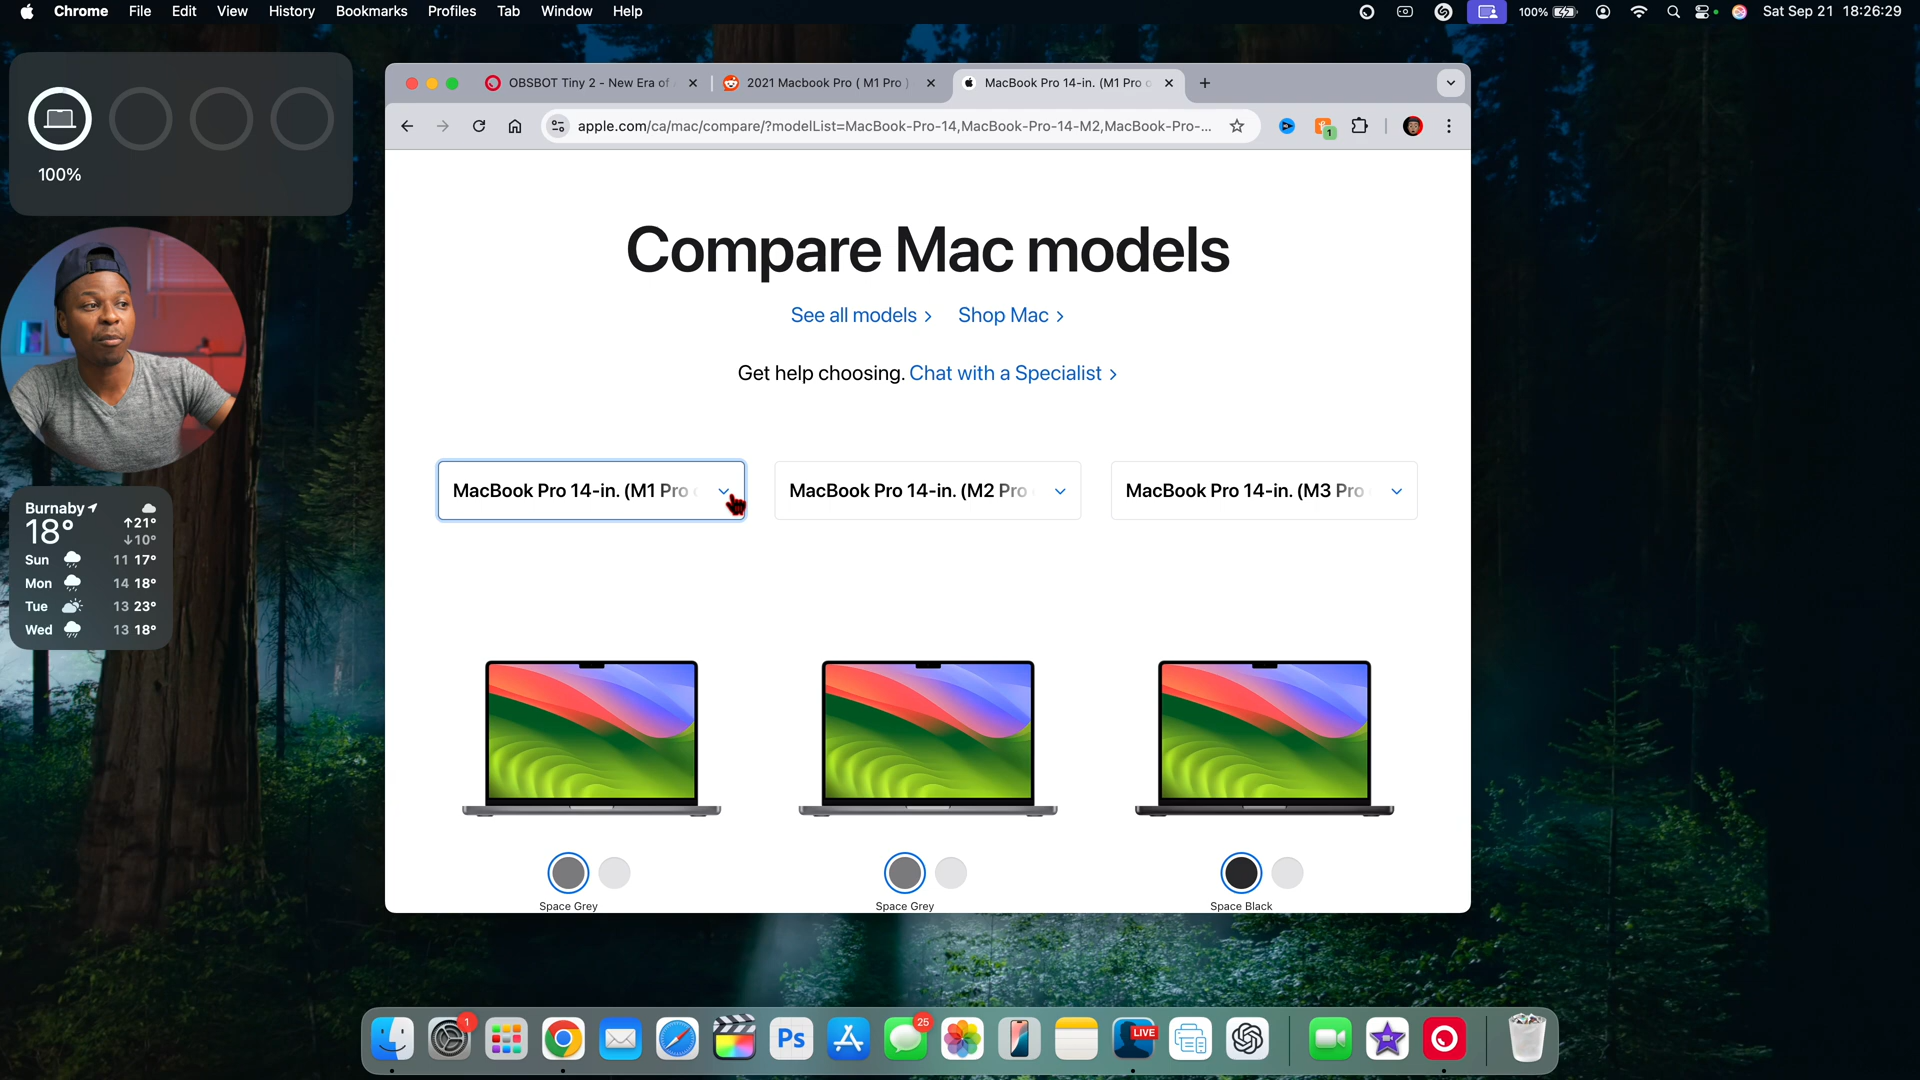 Chrome File Edit View History Bookmarks Profiles Tab Window Help
100% Sat Sep 21 18:26:29
100%
OBSBOT Tiny 2 - New Era of
2021 Macbook Pro ( M1 Pro )
MacBook Pro 14-in. (M1 Pro
apple.com/ca/mac/compare/?modelList=MacBook-Pro-14,MacBook-Pro-14-M2,MacBook-Pro-...
1
Compare Mac models
See all models > Shop Mac >
Get help choosing. Chat with a Specialist >
MacBook Pro 14-in. (M1 Pro
MacBook Pro 14-in. (M2 Pro
MacBook Pro 14-in. (M3 Pro
Burnaby
18° ↑21°
↓10°
Sun 11 17°
Mon 14 18°
Tue 13 23°
Wed 13 18°
Space Grey
Space Grey
Space Black
1
Ps
25
LIVE